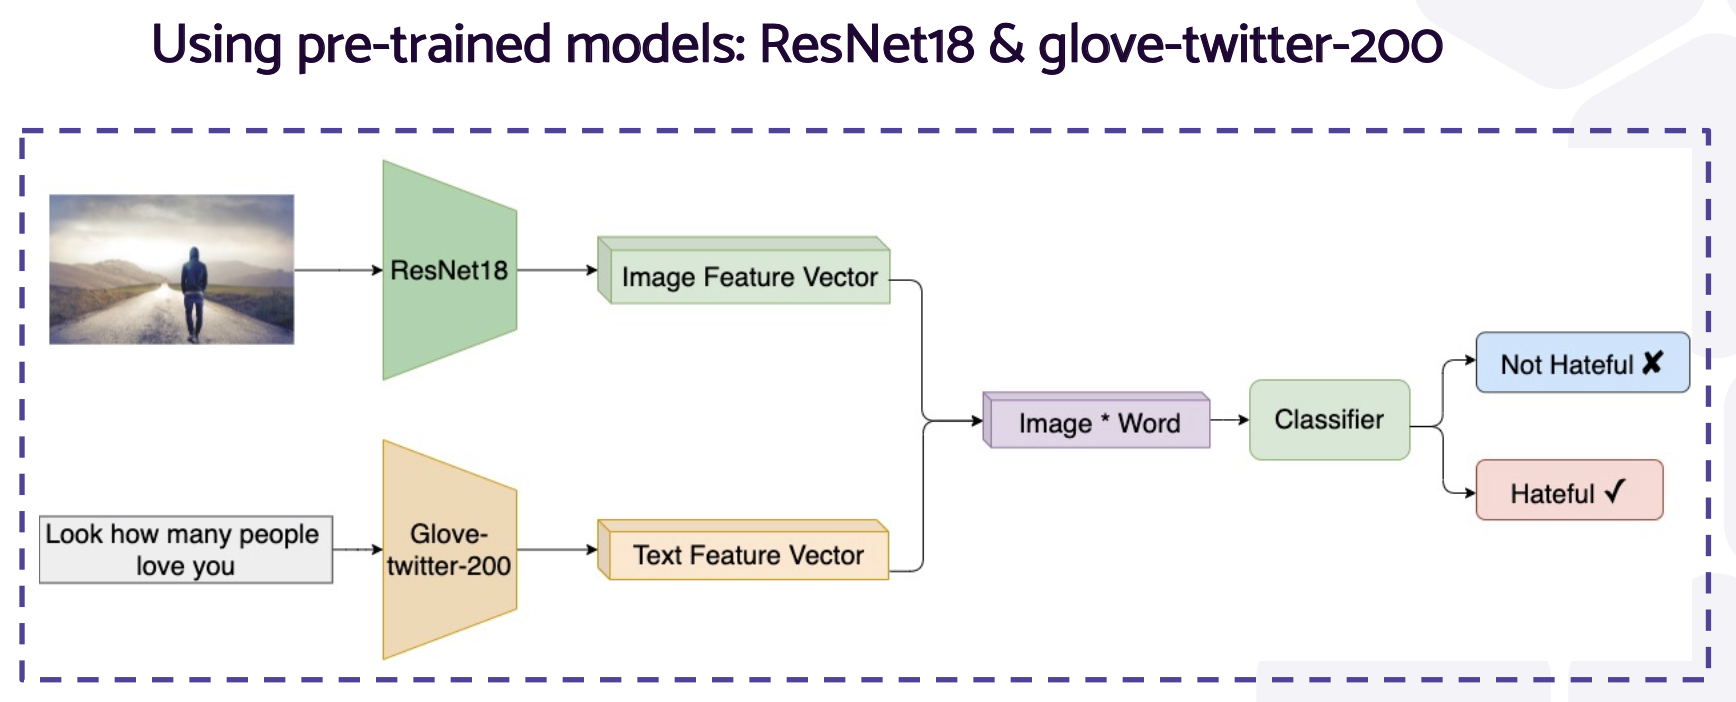 Using pre-trained models: ResNet18 & glove-twitter-200
ResNet18
Image Feature Vector
Look how many people
love you
Glove-
twitter-200
Text Feature Vector
Image * Word
Classifier
Not Hateful ✘
Hateful ✓